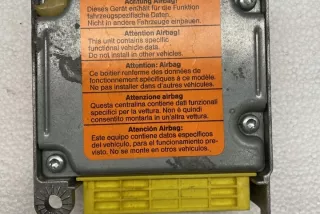 Achtung Airbag!
Dieses Gerät enthält für die Funktion
fahrzeugspezifische Daten.
Nicht in andere Fahrzeuge einbauen.
Attention Airbag!
This unit contains specific
functional vehicle data.
Do not install in other vehicles.
Attention: Airbag
Ce boitier renferme des données de
fonctionnement spécifiques à ce modèle.
Ne pas installer dans d'autres véhicules.
Attenzione airbag
Questa centralina contiene dati funzionali
specifici per la vettura. Non è quindi
consentito montarla in un'altra vettura.
Atención Airbag:
Este equipo contiene datos específicos
del vehículo, para el funcionamiento pre-
visto. No se monte en otros vehículos.